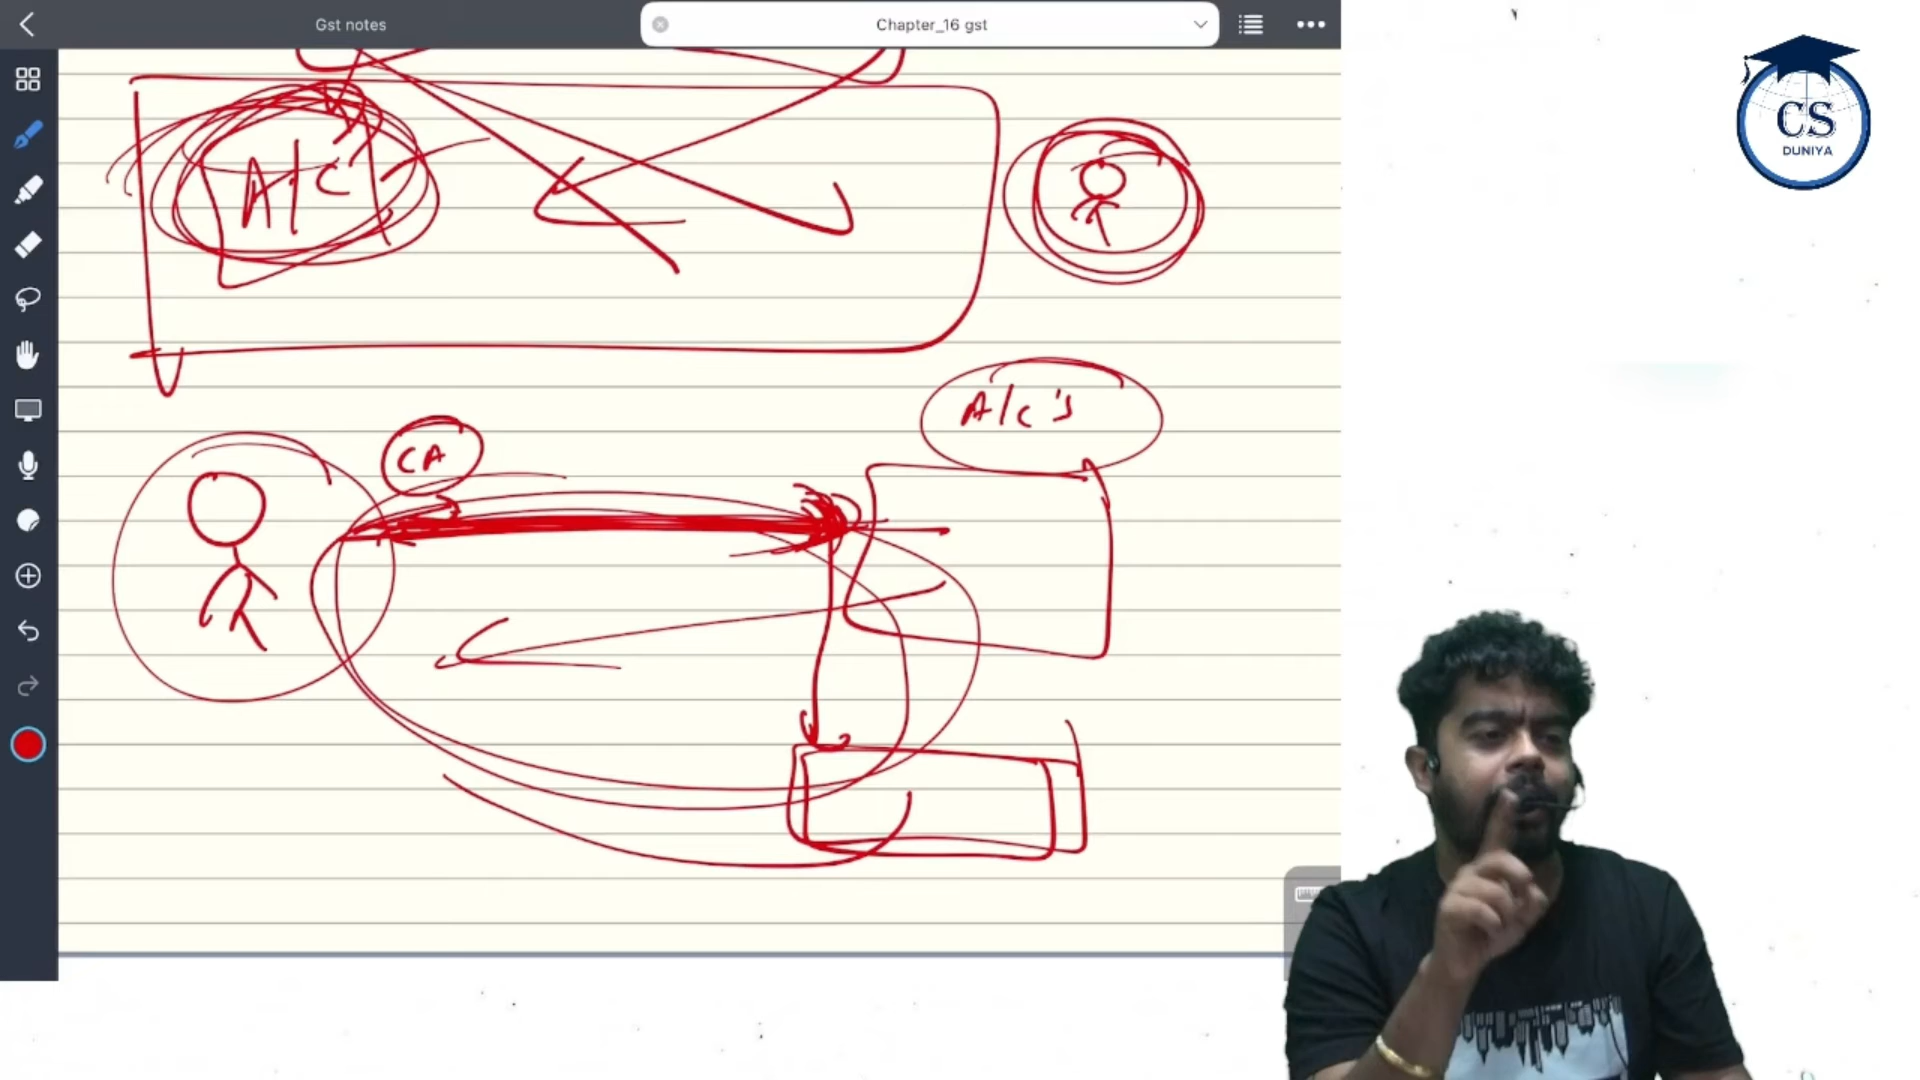 Gst notes
Chapter_16 gst
CS
DUNIYA
A/C
A/C's
CA